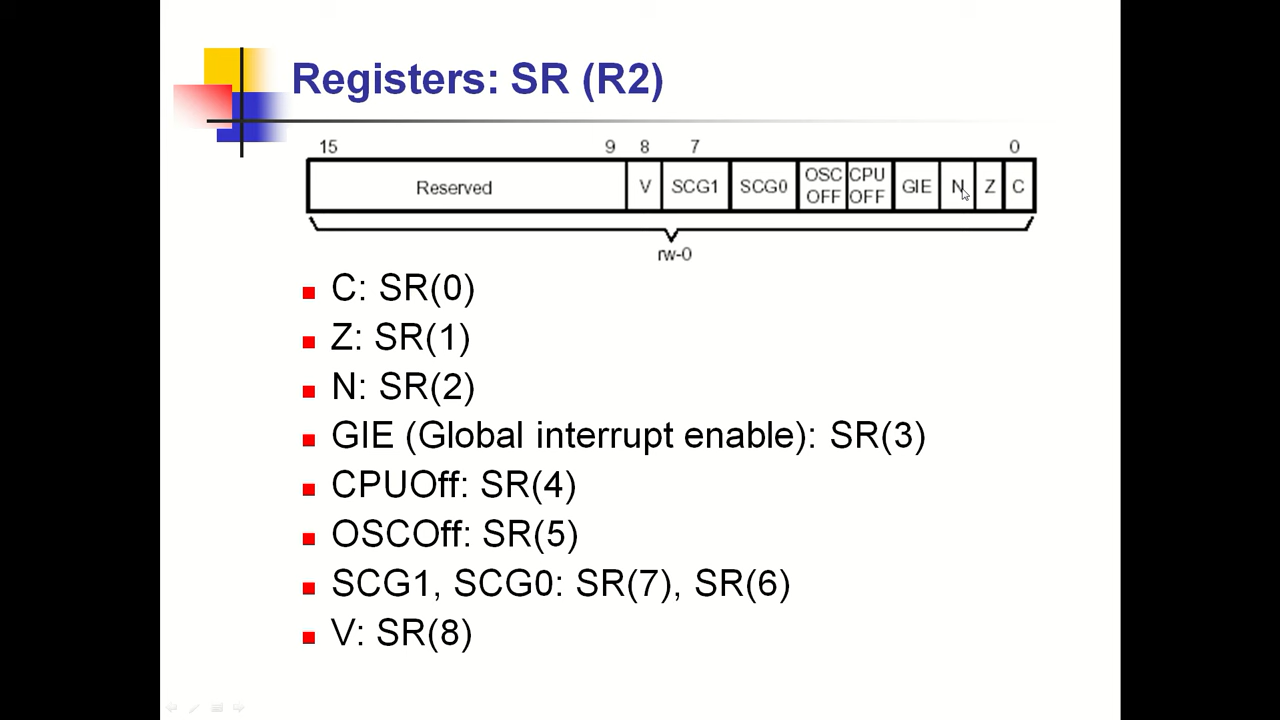 Registers: SR (R2)
15 9 8 7 0
Reserved V SCG1 SCG0 OSC OFF CPU OFF GIE N Z C
rw-0
C: SR(0)
Z: SR(1)
N: SR(2)
GIE (Global interrupt enable): SR(3)
CPUOff: SR(4)
OSCOff: SR(5)
SCG1, SCG0: SR(7), SR(6)
V: SR(8)